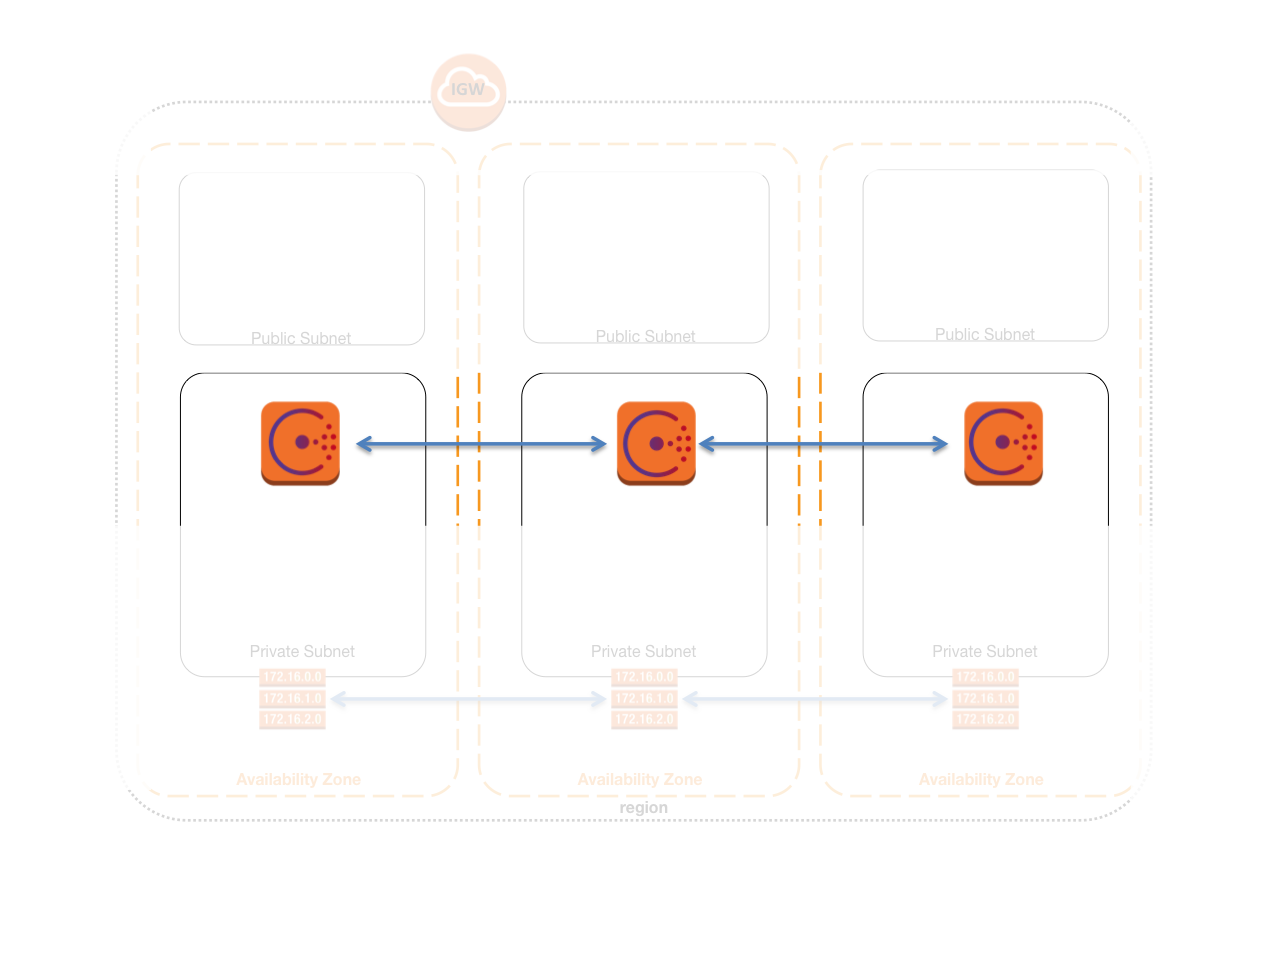 IGW
Public Subnet
Public Subnet
Public Subnet
Private Subnet
Private Subnet
Private Subnet
172.16.0.0
172.16.1.0
172.16.2.0
172.16.0.0
172.16.1.0
172.16.2.0
172.16.0.0
172.16.1.0
172.16.2.0
Availability Zone
Availability Zone
Availability Zone
region